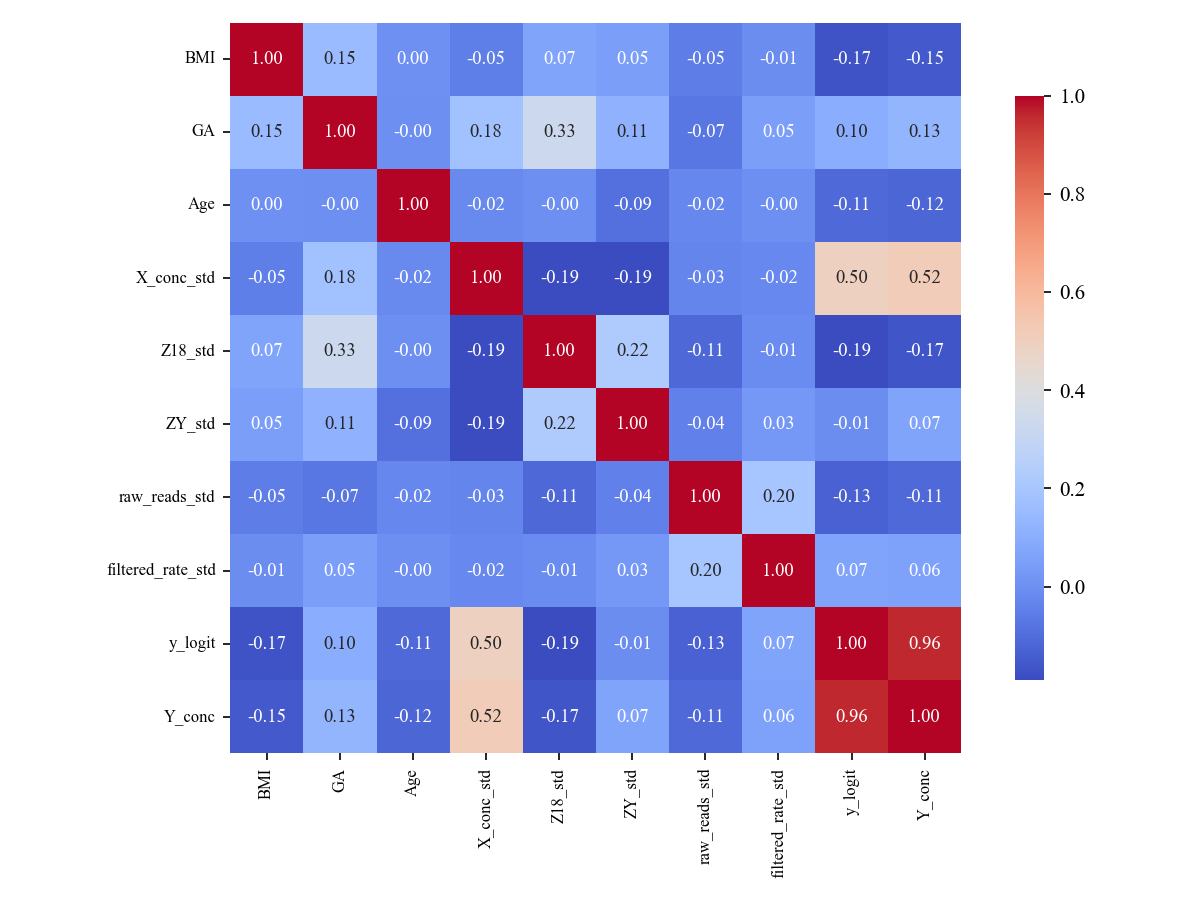 BMI 1.00 0.15 0.00 -0.05 0.07 0.05 -0.05 -0.01 -0.17 -0.15
GA 0.15 1.00 -0.00 0.18 0.33 0.11 -0.07 0.05 0.10 0.13
Age 0.00 -0.00 1.00 -0.02 -0.00 -0.09 -0.02 -0.00 -0.11 -0.12
X_conc_std -0.05 0.18 -0.02 1.00 -0.19 -0.19 -0.03 -0.02 0.50 0.52
Z18_std 0.07 0.33 -0.00 -0.19 1.00 0.22 -0.11 -0.01 -0.19 -0.17
ZY_std 0.05 0.11 -0.09 -0.19 0.22 1.00 -0.04 0.03 -0.01 0.07
raw_reads_std -0.05 -0.07 -0.02 -0.03 -0.11 -0.04 1.00 0.20 -0.13 -0.11
filtered_rate_std -0.01 0.05 -0.00 -0.02 -0.01 0.03 0.20 1.00 0.07 0.06
y_logit -0.17 0.10 -0.11 0.50 -0.19 -0.01 -0.13 0.07 1.00 0.96
Y_conc -0.15 0.13 -0.12 0.52 -0.17 0.07 -0.11 0.06 0.96 1.00
BMI GA Age X_conc_std Z18_std ZY_std raw_reads_std filtered_rate_std y_logit Y_conc
1.0
0.8
0.6
0.4
0.2
0.0